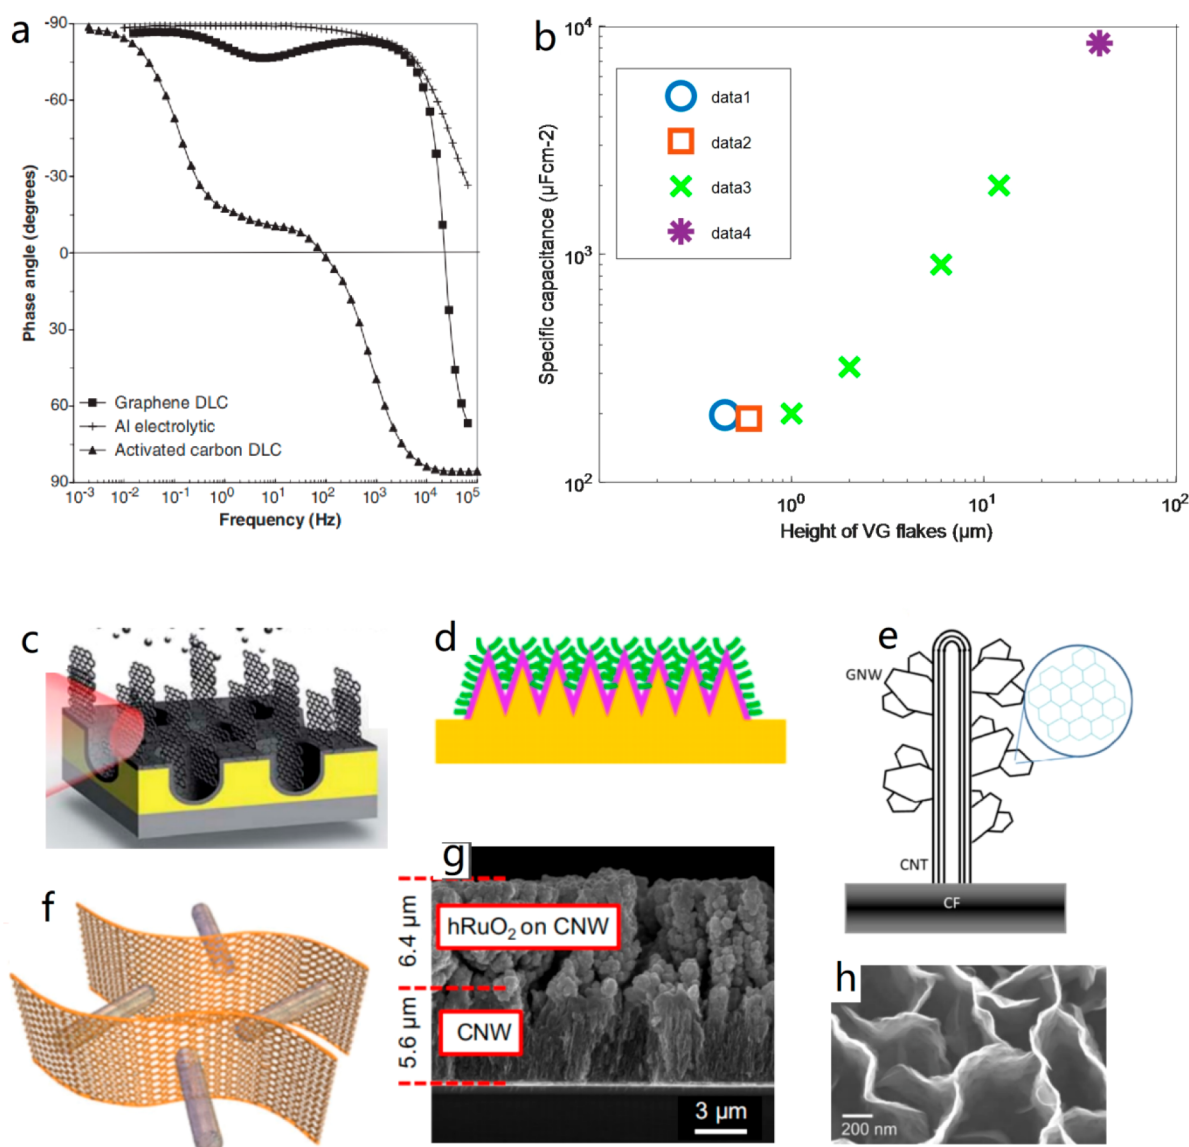 a
-90
-60
-30
0
30
60
90
Phase angle (degrees)
Graphene DLC
Al electrolytic
Activated carbon DLC
10-3 10-2 10-1 100 101 102 103 104 105
Frequency (Hz)
b
104
103
102
Specific capacitance (µFcm-2)
data1
data2
data3
data4
100 101 102
Height of VG flakes (µm)
c
d
e
GNW
CNT
CF
f
g
6.4 µm
hRuO2 on CNW
5.6 µm
CNW
3 µm
h
200 nm